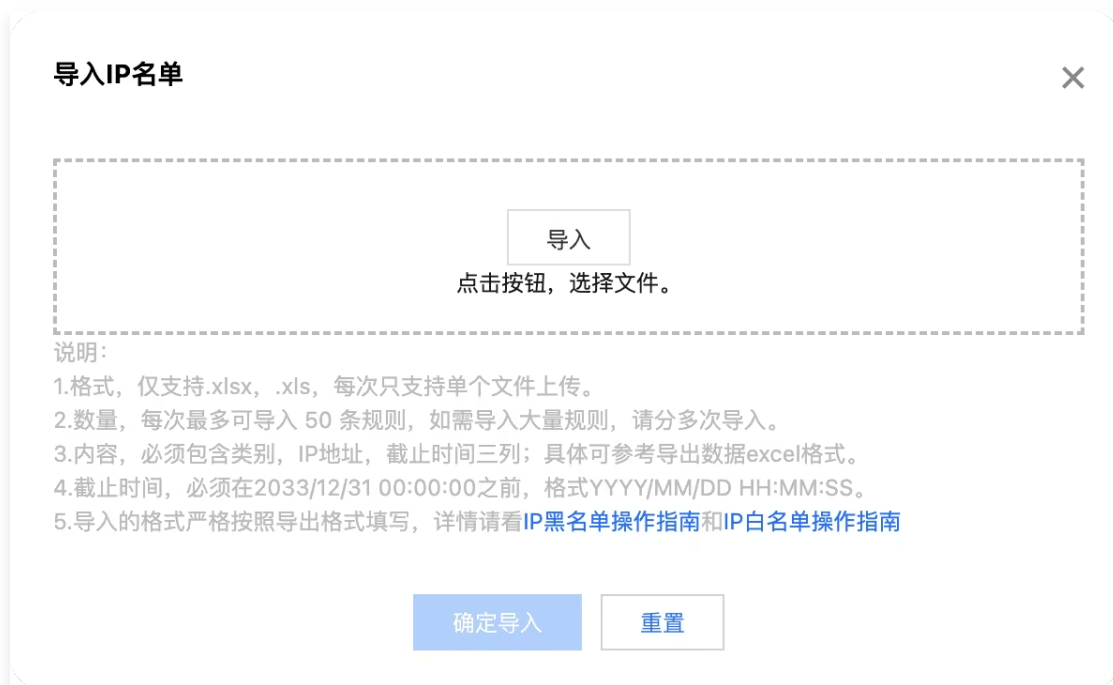 导入IP名单
导入
点击按钮，选择文件。
说明：
1.格式，仅支持.xlsx，.xls，每次只支持单个文件上传。
2.数量，每次最多可导入 50 条规则，如需导入大量规则，请分多次导入。
3.内容，必须包含类别，IP地址，截止时间三列；具体可参考导出数据excel格式。
4.截止时间，必须在2033/12/31 00:00:00之前，格式YYYY/MM/DD HH:MM:SS。
5.导入的格式严格按照导出格式填写，详情请看IP黑名单操作指南和IP白名单操作指南
确定导入 重置